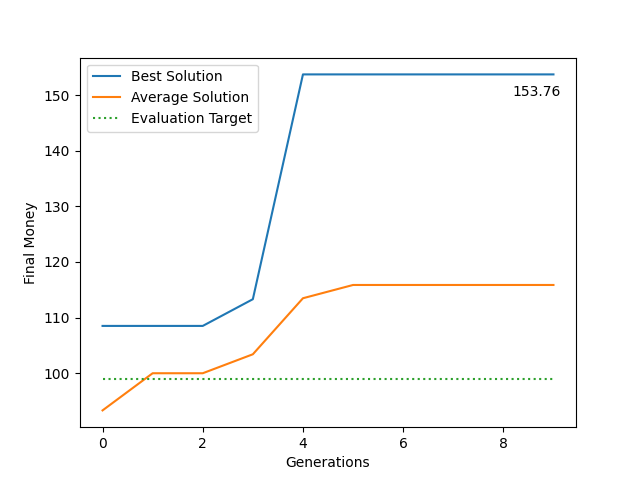 Best Solution
Average Solution
Evaluation Target
153.76
Final Money
150
140
130
120
110
100
0 2 4 6 8
Generations